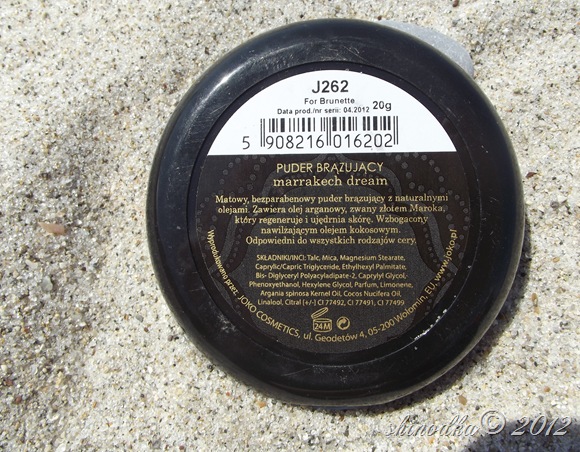 J262
For Brunette
Data prod./nr serii: 04.2012 20g
5 908216 016202
PUDER BRĄZUJĄCY
marrakech dream
Matowy, bezparabenowy puder brązujący z naturalnymi
olejami. Zawiera olej arganowy, zwany złotem Maroka,
który regeneruje i ujędrnia skórę. Wzbogacony
nawilżającym olejem kokosowym.
Odpowiedni do wszystkich rodzajów cery.
SKŁADNIKI/INCI: Talc, Mica, Magnesium Stearate,
Caprylic/Capric Triglyceride, Ethylhexyl Palmitate,
Bis- Diglyceryl Polyacyladipate-2, Caprylyl Glycol,
Phenoxyethanol, Hexylene Glycol, Parfum, Limonene,
Argania spinosa Kernel Oil, Cocos Nucifera Oil,
Linalool, Citral [+/-] CI 77492, CI 77491, CI 77499
24M
Wyprodukowano przez: JOKO COSMETICS, ul. Geodetów 4, 05-200 Wołomin, EU, www.joko.pl
shinodka © 2012